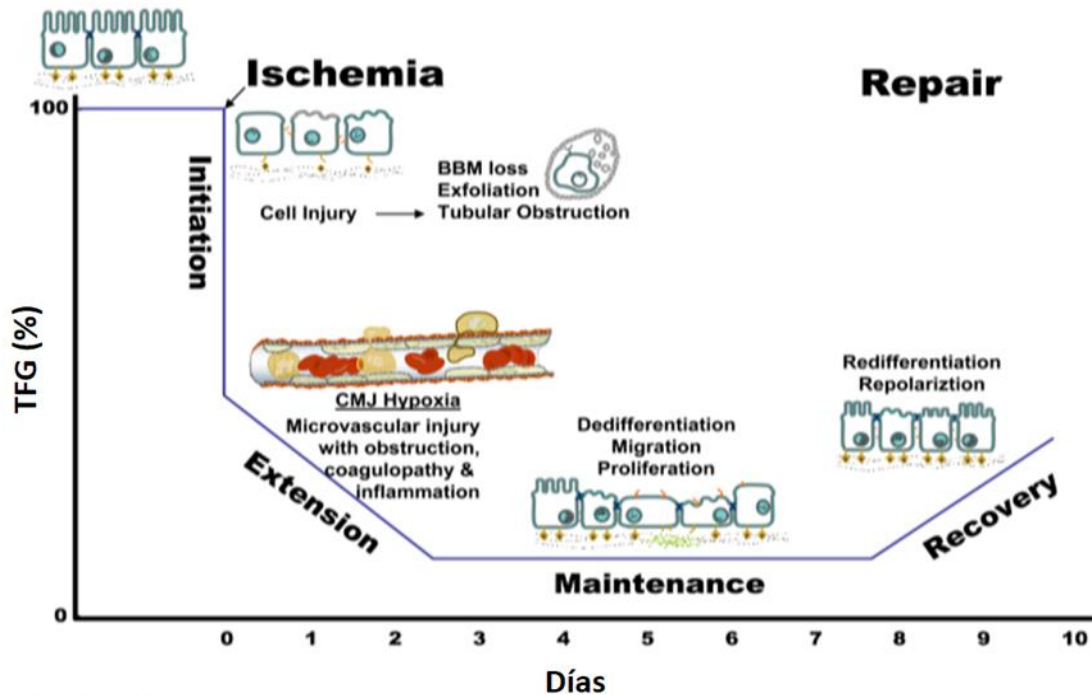 Ischemia
Repair
100
Initiation
BBM loss
Exfoliation
Cell Injury
Tubular Obstruction
TFG (%)
CMJ Hypoxia
Microvascular injury
with obstruction,
coagulopathy &
inflammation
Extension
Dedifferentiation
Migration
Proliferation
Redifferentiation
Repolariztion
Maintenance
Recovery
0
0 1 2 3 4 5 6 7 8 9 10
Días